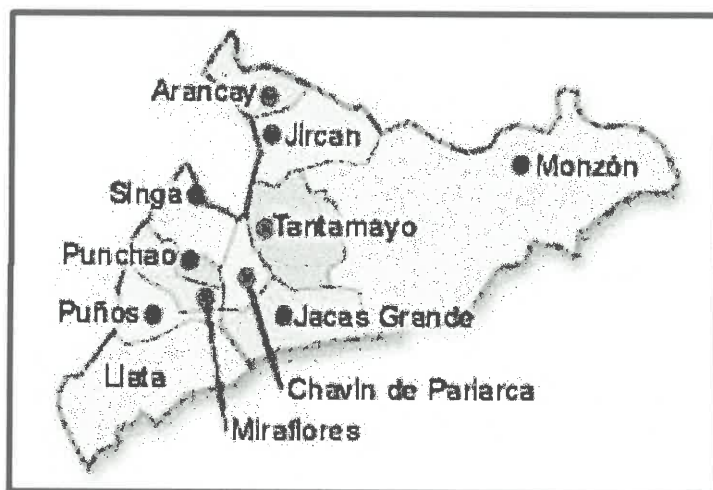 Arancay
Jircan
Monzón
Singa
Tantamayo
Punchao
Puños
Jacas Grande
Llata
Chavin de Pariarca
Miraflores